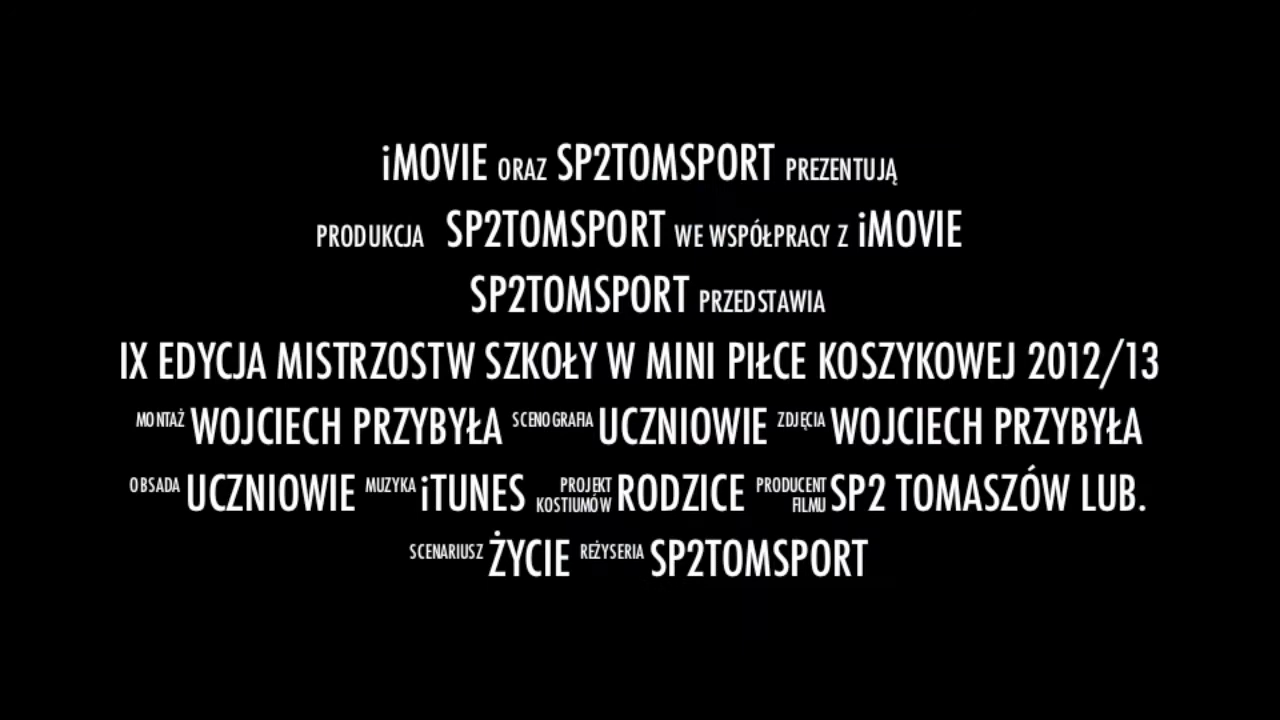 iMOVIE ORAZ SP2TOMSPORT PREZENTUJĄ
PRODUKCJA SP2TOMSPORT WE WSPÓŁPRACY Z iMOVIE
SP2TOMSPORT PRZEDSTAWIA
IX EDYCJA MISTRZOSTW SZKOŁY W MINI PIŁCE KOSZYKOWEJ 2012/13
MONTAŻ WOJCIECH PRZYBYŁA SCENOGRAFIA UCZNIOWIE ZDJĘCIA WOJCIECH PRZYBYŁA
OBSADA UCZNIOWIE MUZYKA iTUNES PROJEKT KOSTIUMÓW RODZICE PRODUCENT FILMU SP2 TOMASZÓW LUB.
SCENARIUSZ ŻYCIE REŻYSERIA SP2TOMSPORT